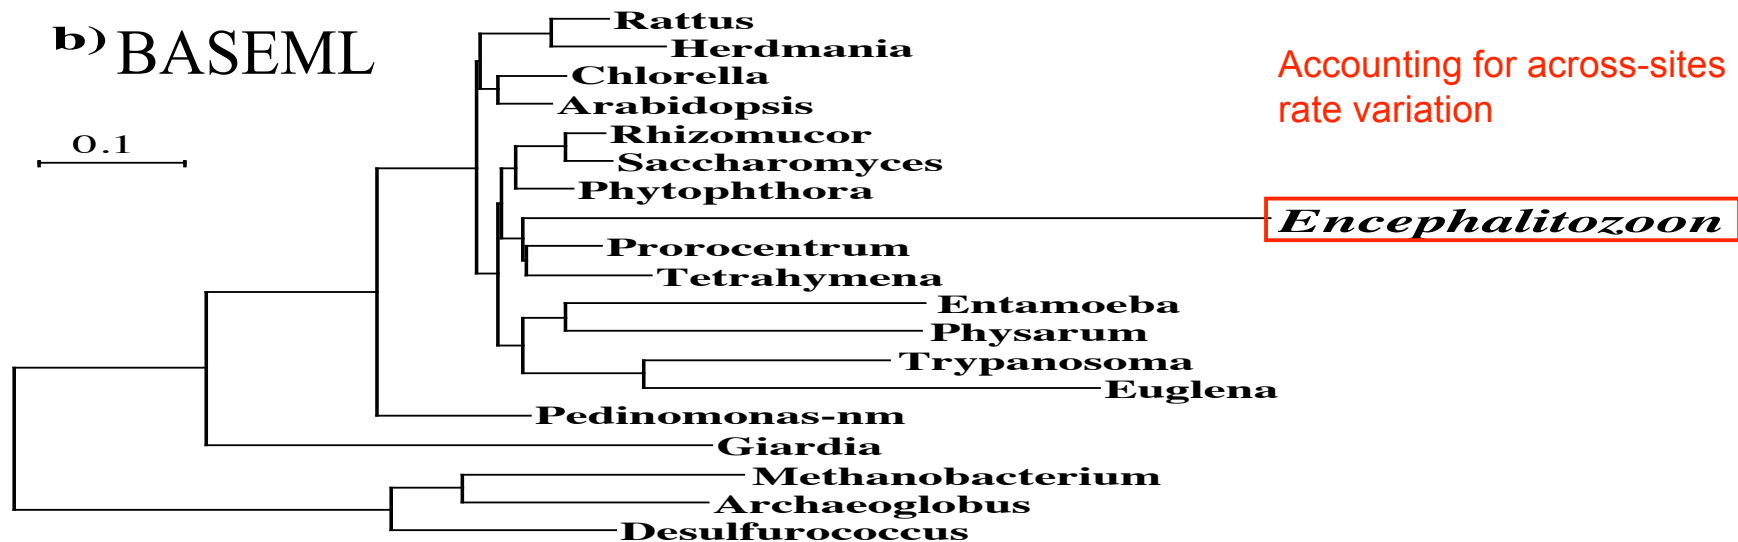 b) BASEML
0.1
Accounting for across-sites
rate variation
Rattus
Herdmania
Chlorella
Arabidopsis
Rhizomucor
Saccharomyces
Phytophthora
Encephalitozoon
Prorocentrum
Tetrahymena
Entamoeba
Physarum
Trypanosoma
Euglena
Pedinomonas-nm
Giardia
Methanobacterium
Archaeoglobus
Desulfurococcus